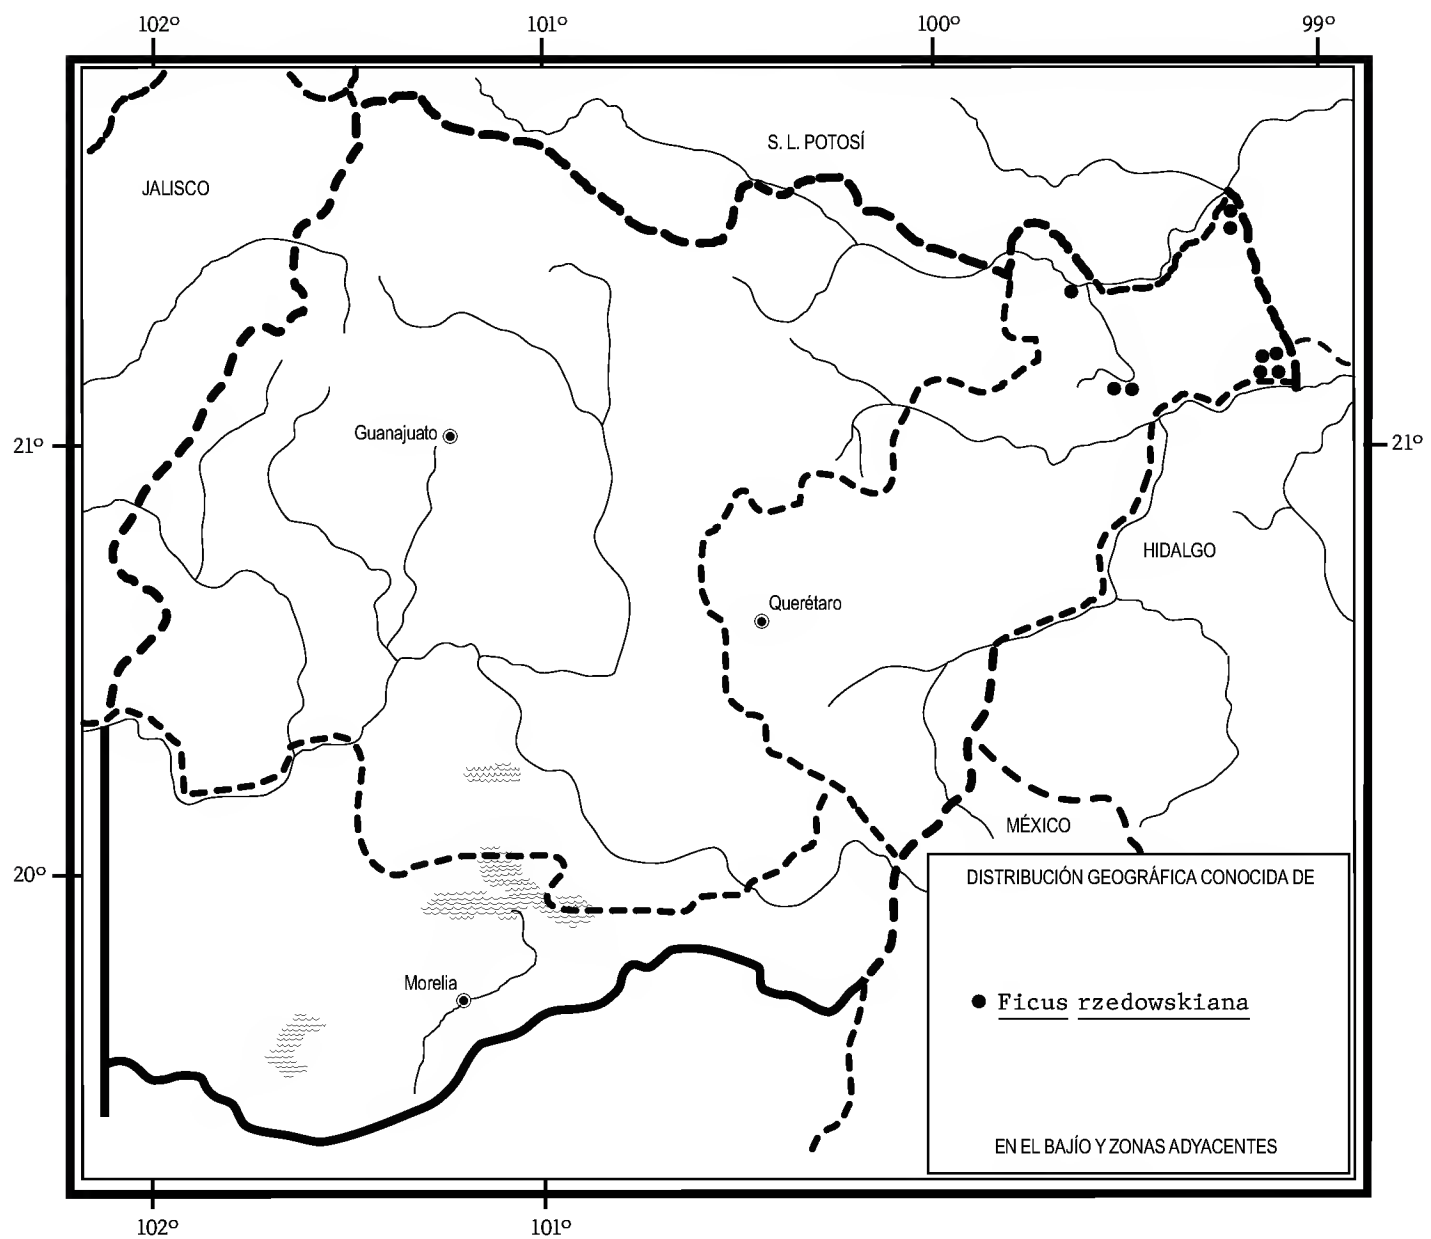 102º 101º 100º 99º
S. L. POTOSÍ
JALISCO
Guanajuato
21º
21º
HIDALGO
Querétaro
MÉXICO
20º
DISTRIBUCIÓN GEOGRÁFICA CONOCIDA DE
Morelia
Ficus rzedowskiana
EN EL BAJÍO Y ZONAS ADYACENTES
102º 101º